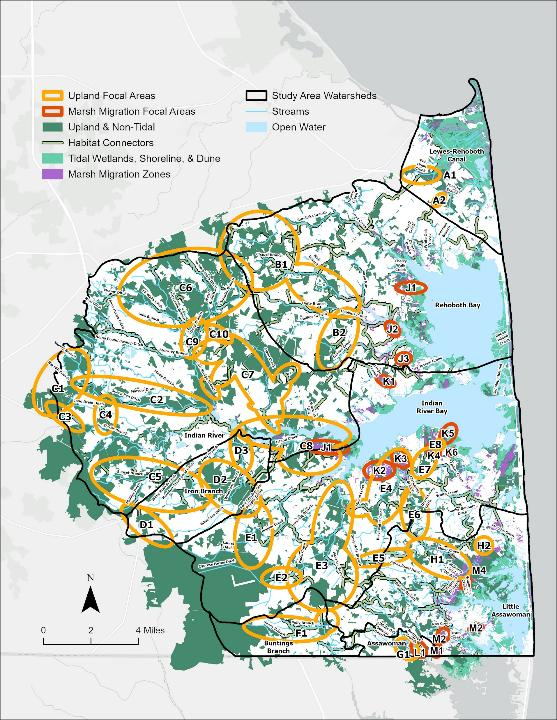 Upland Focal Areas
Marsh Migration Focal Areas
Upland & Non-Tidal
Habitat Connectors
Tidal Wetlands, Shoreline, & Dune
Marsh Migration Zones
Study Area Watersheds
Streams
Open Water
Lewes-Rehoboth
Canal
A1
A2
B1
C6
J1
Rehoboth Bay
J2
B2
C10
C9
J3
C7
K1
C1
C2
C3
C4
Indian
River Bay
Indian River
K5
E8
C8
J1
D3
K4
K6
K3
K2
E7
C5
D2
Iron Branch
E4
E6
D1
E1
H2
E5
H1
E3
M4
E2
Little
Assawoman
F1
M2
Buntings
Branch
Assawoman
M2
G1
L1
M1
N
0
2
4 Miles